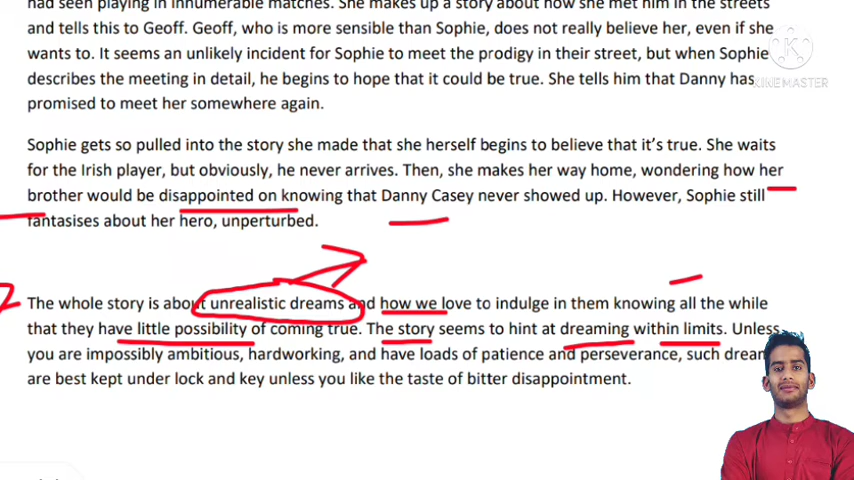 had seen playing in innumerable matches. She makes up a story about how she met him in the streets
and tells this to Geoff. Geoff, who is more sensible than Sophie, does not really believe her, even if she
wants to. It seems an unlikely incident for Sophie to meet the prodigy in their street, but when Sophie
describes the meeting in detail, he begins to hope that it could be true. She tells him that Danny has
promised to meet her somewhere again.
KINEMASTER
Sophie gets so pulled into the story she made that she herself begins to believe that it's true. She waits
for the Irish player, but obviously, he never arrives. Then, she makes her way home, wondering how her
brother would be disappointed on knowing that Danny Casey never showed up. However, Sophie still
fantasises about her hero, unperturbed.
The whole story is about unrealistic dreams and how we love to indulge in them knowing all the while
that they have little possibility of coming true. The story seems to hint at dreaming within limits. Unless
you are impossibly ambitious, hardworking, and have loads of patience and perseverance, such dream
are best kept under lock and key unless you like the taste of bitter disappointment.